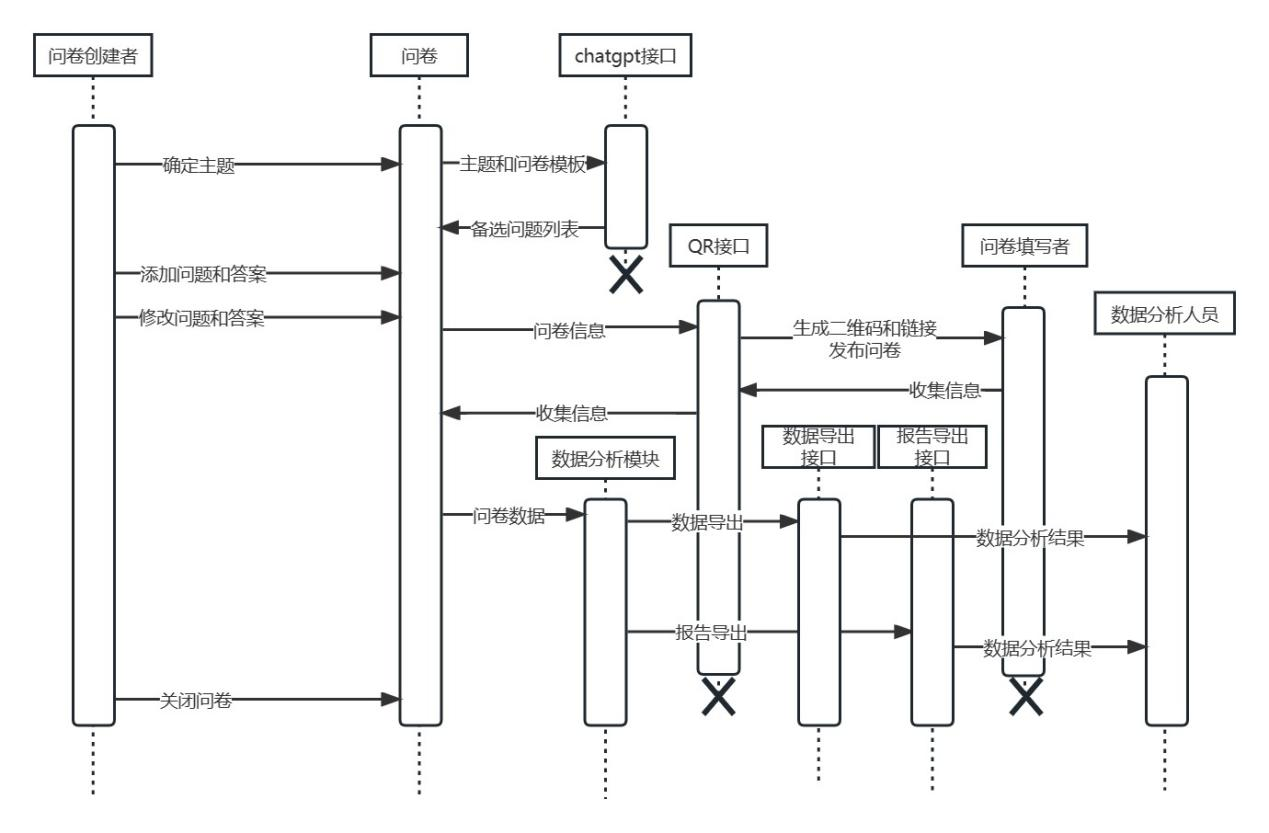 问卷创建者
问卷
chatgpt接口
确定主题
主题和问卷模板
备选问题列表
QR接口
问卷填写者
添加问题和答案
数据分析人员
修改问题和答案
问卷信息
生成二维码和链接
发布问卷
收集信息
收集信息
数据分析模块
数据导出
接口
报告导出
接口
问卷数据
数据导出
数据分析结果
报告导出
数据分析结果
关闭问卷